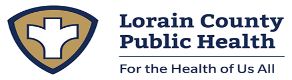 Lorain County
Public Health
For the Health of Us All